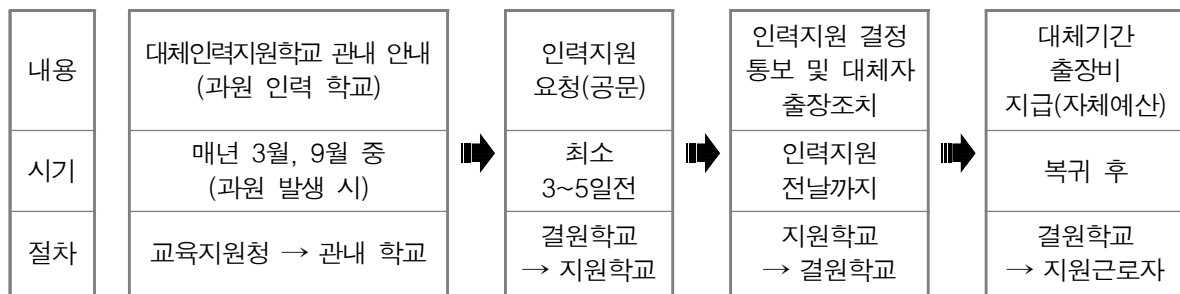 내용
대체인력지원학교 관내 안내
(과원 인력 학교)
인력지원
요청(공문)
인력지원 결정
통보 및 대체자
출장조치
대체기간
출장비
지급(자체예산)
시기
매년 3월, 9월 중
(과원 발생 시)
최소
3~5일전
인력지원
전날까지
복귀 후
절차
교육지원청 → 관내 학교
결원학교
→ 지원학교
지원학교
→ 결원학교
결원학교
→ 지원근로자